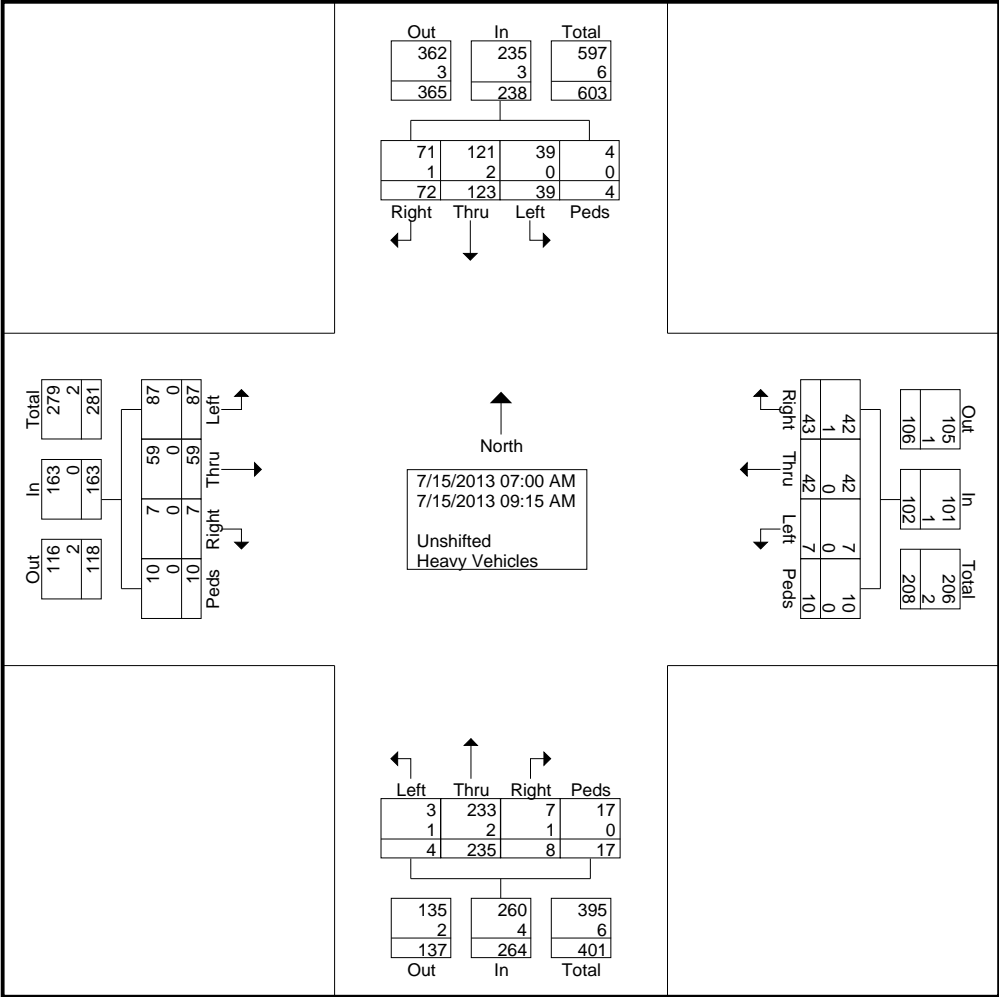 Out In Total
362 235 597
3 3 6
365 238 603
71 121 39 4
1 2 0 0
72 123 39 4
Right Thru Left Peds
Total
279
2
281
In
163
0
163
Out
116
2
118
87
0
87
Left
59
0
59
Thru
7
0
7
Right
10
0
10
Peds
North
7/15/2013 07:00 AM
7/15/2013 09:15 AM
Unshifted
Heavy Vehicles
Right
43
1
42
Thru
42
0
42
Left
7
0
7
Peds
10
0
10
Out
105
1
106
In
101
1
102
Total
206
2
208
Left Thru Right Peds
3 233 7 17
1 2 1 0
4 235 8 17
135 260 395
2 4 6
137 264 401
Out In Total